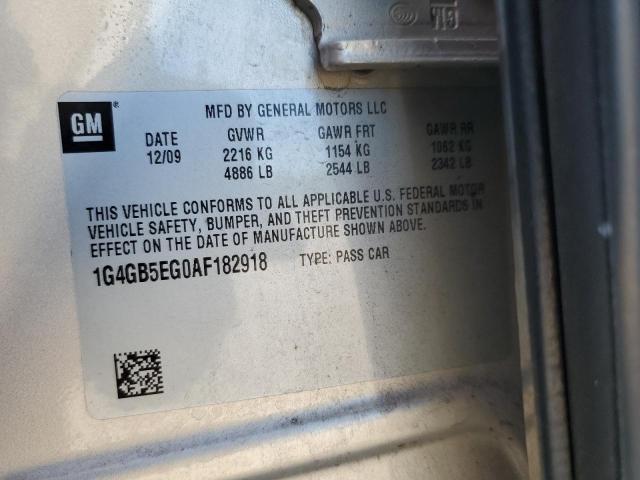 GM ®
MFD BY GENERAL MOTORS LLC
DATE GVWR GAWR FRT GAWR RR
12/09 2216 KG 1154 KG 1062 KG
4886 LB 2544 LB 2342 LB
THIS VEHICLE CONFORMS TO ALL APPLICABLE U.S. FEDERAL MOTOR
VEHICLE SAFETY, BUMPER, AND THEFT PREVENTION STANDARDS IN
EFFECT ON THE DATE OF MANUFACTURE SHOWN ABOVE.
1G4GB5EG0AF182918 TYPE: PASS CAR